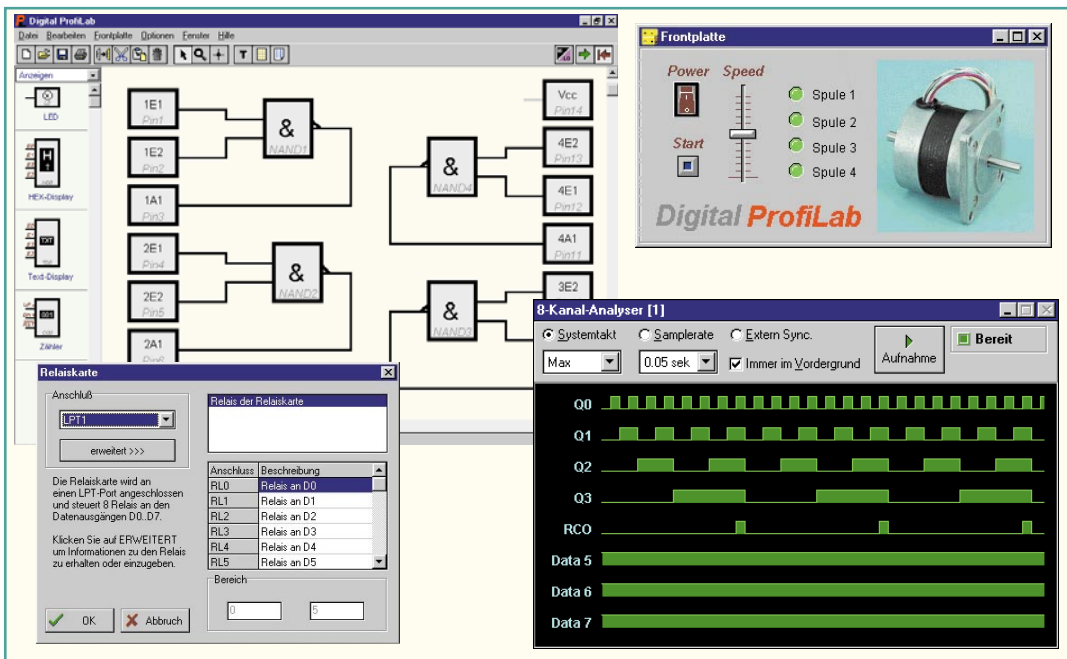 Digital ProfiLab
Datei Bearbeiten Frontplatte Optionen Fenster Hilfe
T
Anzeigen
LED
HEX-Display
TXT
Text-Display
001
Zähler
1E1
Pin1
1E2
Pin2
1A1
Pin3
2E1
Pin4
2E2
Pin5
2A1
Pin6
&
NAND1
&
NAND2
&
NAND4
&
NAND3
Vcc
Pin14
4E2
Pin13
4E1
Pin12
4A1
Pin11
3E2
Frontplatte
Power Speed
Start
Spule 1
Spule 2
Spule 3
Spule 4
Digital ProfiLab
Relaiskarte
Anschluß
LPT1
erweitert >>>
Die Relaiskarte wird an
einen LPT-Port angeschlossen
und steuert 8 Relais an den
Datenausgängen D0..D7.
Klicken Sie auf ERWEITERT
um Informationen zu den Relais
zu erhalten oder einzugeben.
OK Abbruch
Relais der Relaiskarte
Anschluss Beschreibung
RL0 Relais an D0
RL1 Relais an D1
RL2 Relais an D2
RL3 Relais an D3
RL4 Relais an D4
RL5 Relais an D5
Bereich
0 5
8-Kanal-Analyser [1]
Systemtakt Samplerate Extern Sync.
Max 0.05 sek Immer im Vordergrund
Aufnahme
Bereit
Q0
Q1
Q2
Q3
RCO
Data 5
Data 6
Data 7